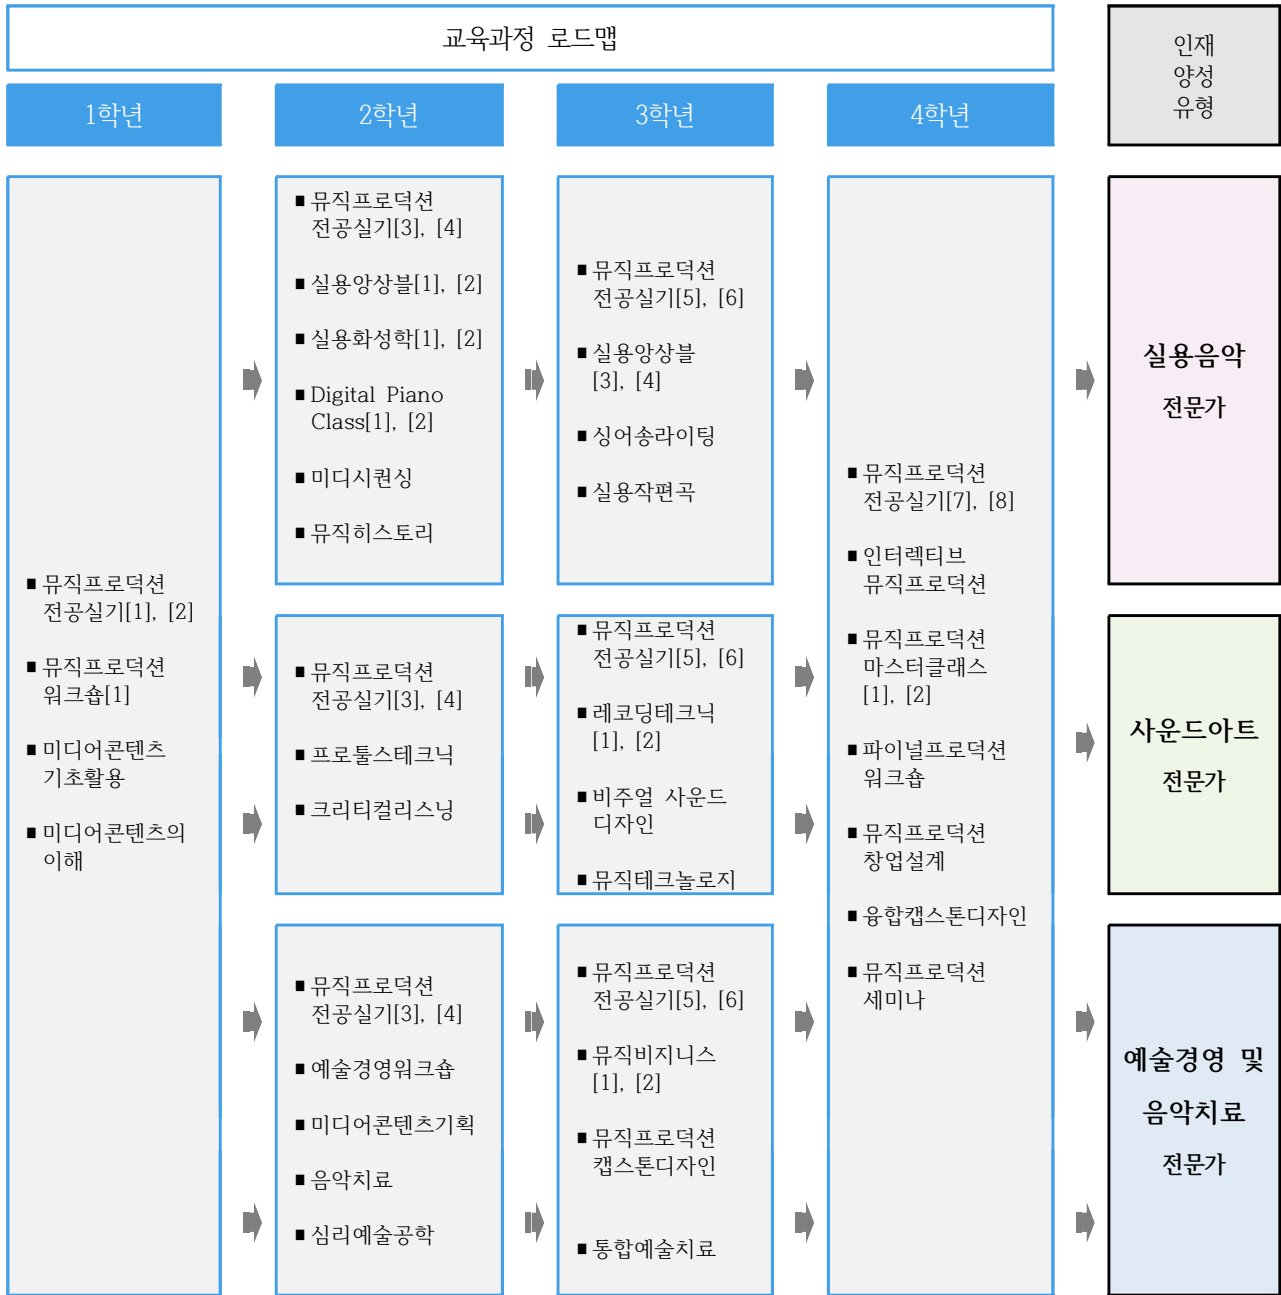 교육과정 로드맵
인재
양성
유형
1학년
2학년
3학년
4학년
■ 뮤직프로덕션
전공실기[1], [2]
■ 뮤직프로덕션
워크숍[1]
■ 미디어콘텐츠
기초활용
■ 미디어콘텐츠의
이해
■ 뮤직프로덕션
전공실기[3], [4]
■ 실용앙상블[1], [2]
■ 실용화성학[1], [2]
■ Digital Piano
Class[1], [2]
■ 미디시퀀싱
■ 뮤직히스토리
■ 뮤직프로덕션
전공실기[3], [4]
■ 프로툴스테크닉
■ 크리티컬리스닝
■ 뮤직프로덕션
전공실기[3], [4]
■ 예술경영워크숍
■ 미디어콘텐츠기획
■ 음악치료
■ 심리예술공학
■ 뮤직프로덕션
전공실기[5], [6]
■ 실용앙상블
[3], [4]
■ 싱어송라이팅
■ 실용작편곡
■ 뮤직프로덕션
전공실기[5], [6]
■ 레코딩테크닉
[1], [2]
■ 비주얼 사운드
디자인
■ 뮤직테크놀로지
■ 뮤직프로덕션
전공실기[5], [6]
■ 뮤직비지니스
[1], [2]
■ 뮤직프로덕션
캡스톤디자인
■ 통합예술치료
■ 뮤직프로덕션
전공실기[7], [8]
■ 인터렉티브
뮤직프로덕션
■ 뮤직프로덕션
마스터클래스
[1], [2]
■ 파이널프로덕션
워크숍
■ 뮤직프로덕션
창업설계
■ 융합캡스톤디자인
■ 뮤직프로덕션
세미나
실용음악
전문가
사운드아트
전문가
예술경영 및
음악치료
전문가